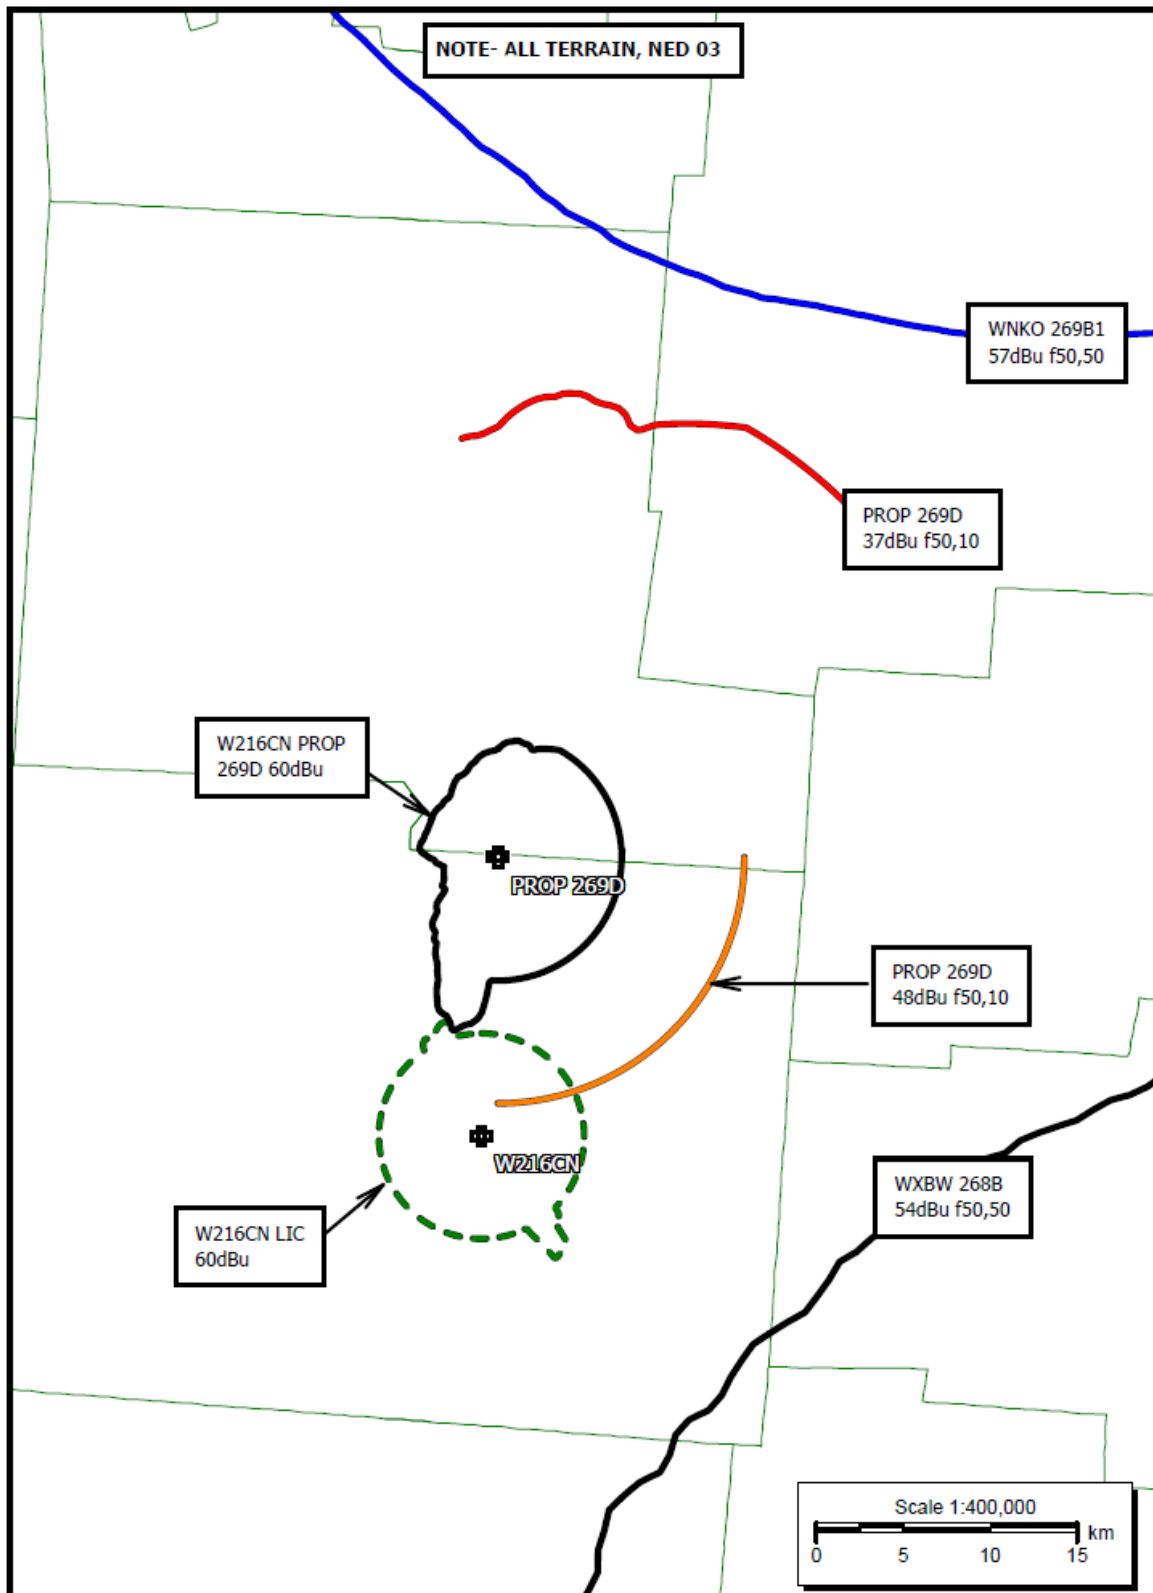 NOTE- ALL TERRAIN, NED 03
WNKO 269B1
57dBu f50,50
PROP 269D
37dBu f50,10
W216CN PROP
269D 60dBu
PROP 269D
PROP 269D
48dBu f50,10
W216CN
WXBW 268B
54dBu f50,50
W216CN LIC
60dBu
Scale 1:400,000
km
0 5 10 15